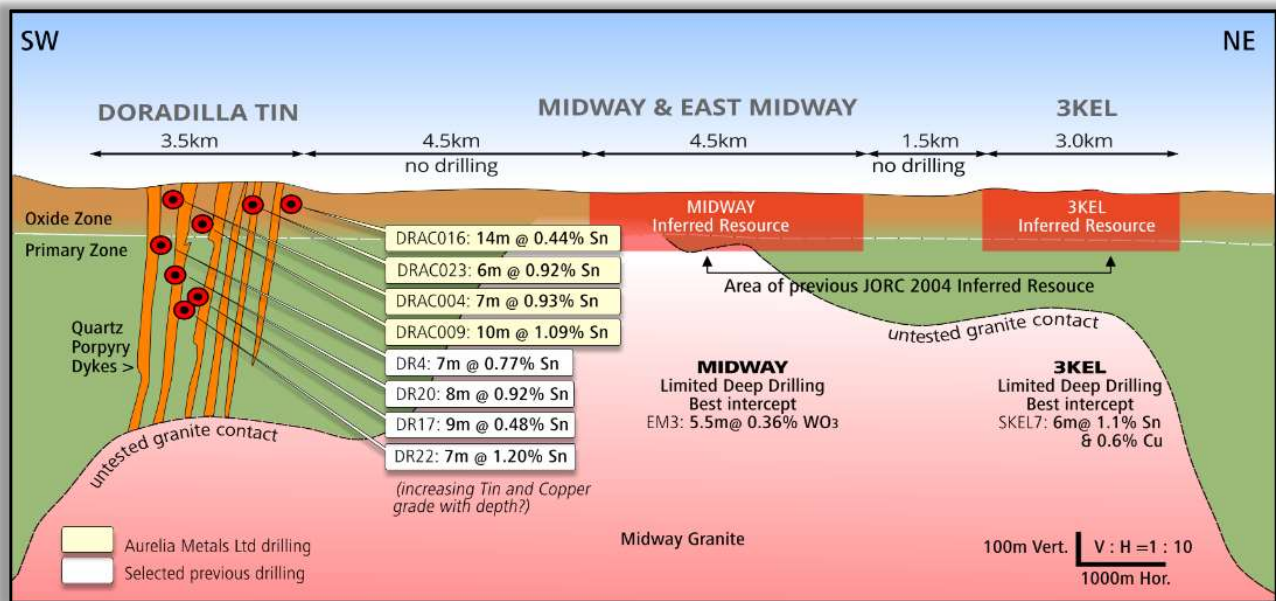 SW
NE
DORADILLA TIN
MIDWAY & EAST MIDWAY
3KEL
3.5km
4.5km
4.5km
1.5km
3.0km
no drilling
no drilling
Oxide Zone
Primary Zone
MIDWAY
Inferred Resource
3KEL
Inferred Resource
DRAC016: 14m @ 0.44% Sn
DRAC023: 6m @ 0.92% Sn
DRAC004: 7m @ 0.93% Sn
DRAC009: 10m @ 1.09% Sn
DR4: 7m @ 0.77% Sn
DR20: 8m @ 0.92% Sn
DR17: 9m @ 0.48% Sn
DR22: 7m @ 1.20% Sn
(increasing Tin and Copper
grade with depth?)
Area of previous JORC 2004 Inferred Resouce
Quartz
Porpyry
Dykes >
untested granite contact
untested granite contact
MIDWAY
Limited Deep Drilling
Best intercept
EM3: 5.5m@ 0.36% WO₃
3KEL
Limited Deep Drilling
Best intercept
SKEL7: 6m@ 1.1% Sn
& 0.6% Cu
Midway Granite
Aurelia Metals Ltd drilling
Selected previous drilling
100m Vert.
V : H =1 : 10
1000m Hor.